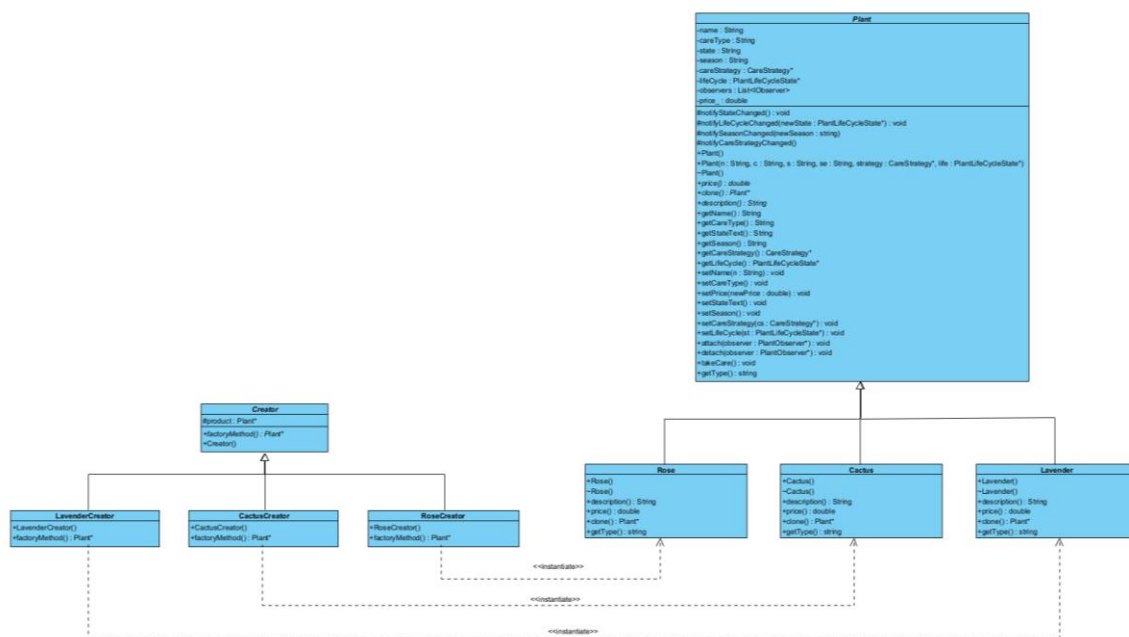 Plant
-name : String
-careType : String
-state : String
-season : String
-careStrategy : CareStrategy*
-lifeCycle : PlantLifeCycleState*
-observers : List<IObserver>
-price_ : double
#notifyStateChanged() : void
#notifyLifeCycleChanged(newState : PlantLifeCycleState*) : void
#notifySeasonChanged(newSeason : string)
#notifyCareStrategyChanged()
+Plant()
+Plant(n : String, c : String, s : String, se : String, strategy : CareStrategy*, life : PlantLifeCycleState*)
~Plant()
+price() : double
+clone() : Plant*
+description() : String
+getName() : String
+getCareType() : String
+getStateText() : String
+getSeason() : String
+getCareStrategy() : CareStrategy*
+getLifeCycle() : PlantLifeCycleState*
+setName(n : String) : void
+setCareType() : void
+setPrice(newPrice : double) : void
+setStateText() : void
+setSeason() : void
+setCareStrategy(cs : CareStrategy*) : void
+setLifeCycle(st : PlantLifeCycleState*) : void
+attach(observer : PlantObserver*) : void
+detach(observer : PlantObserver*) : void
+takeCare() : void
+getType() : string
Creator
#product : Plant*
+factoryMethod() : Plant*
+Creator()
LavenderCreator
+LavenderCreator()
+factoryMethod() : Plant*
CactusCreator
+CactusCreator()
+factoryMethod() : Plant*
RoseCreator
+RoseCreator()
+factoryMethod() : Plant*
Rose
+Rose()
~Rose()
+description() : String
+price() : double
+clone() : Plant*
+getType() : string
Cactus
+Cactus()
~Cactus()
+description() : String
+price() : double
+clone() : Plant*
+getType() : string
Lavender
+Lavender()
~Lavender()
+description() : String
+price() : double
+clone() : Plant*
+getType() : string
<<instantiate>>
<<instantiate>>
<<instantiate>>